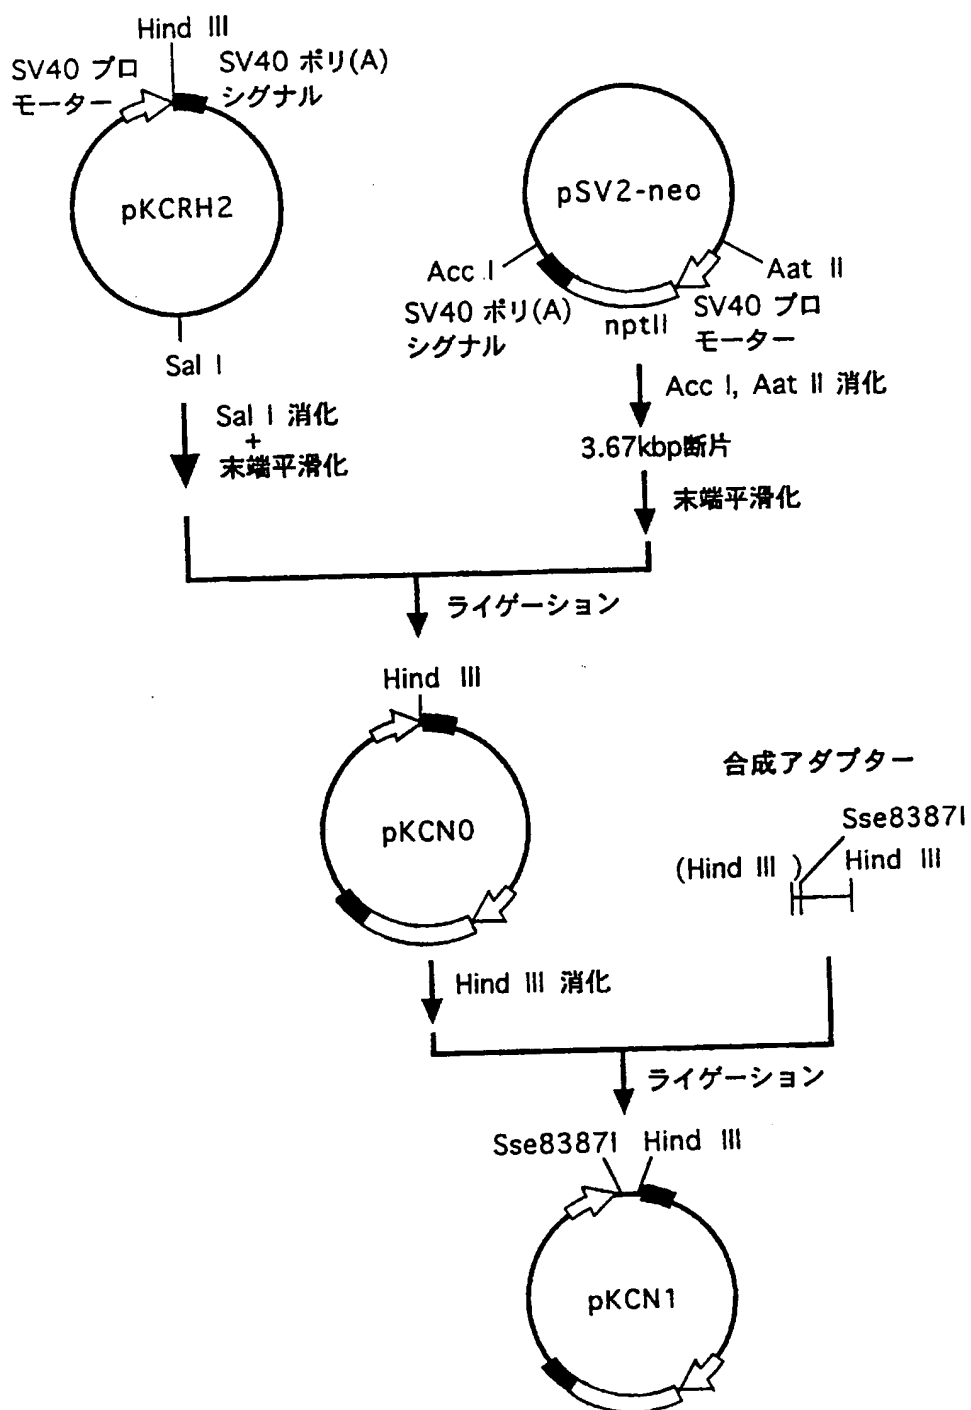 Hind III
SV40 プロ
モーター
SV40 ポリ(A)
シグナル
pKCRH2
Sal I
pSV2-neo
Acc I
Aat II
SV40 ポリ(A)
シグナル
nptII
SV40 プロ
モーター
Sal I 消化
+
末端平滑化
Acc I, Aat II 消化
3.67kbp断片
末端平滑化
ライゲーション
Hind III
pKCN0
合成アダプター
Sse8387I
(Hind III )
Hind III
Hind III 消化
ライゲーション
Sse8387I
Hind III
pKCN1